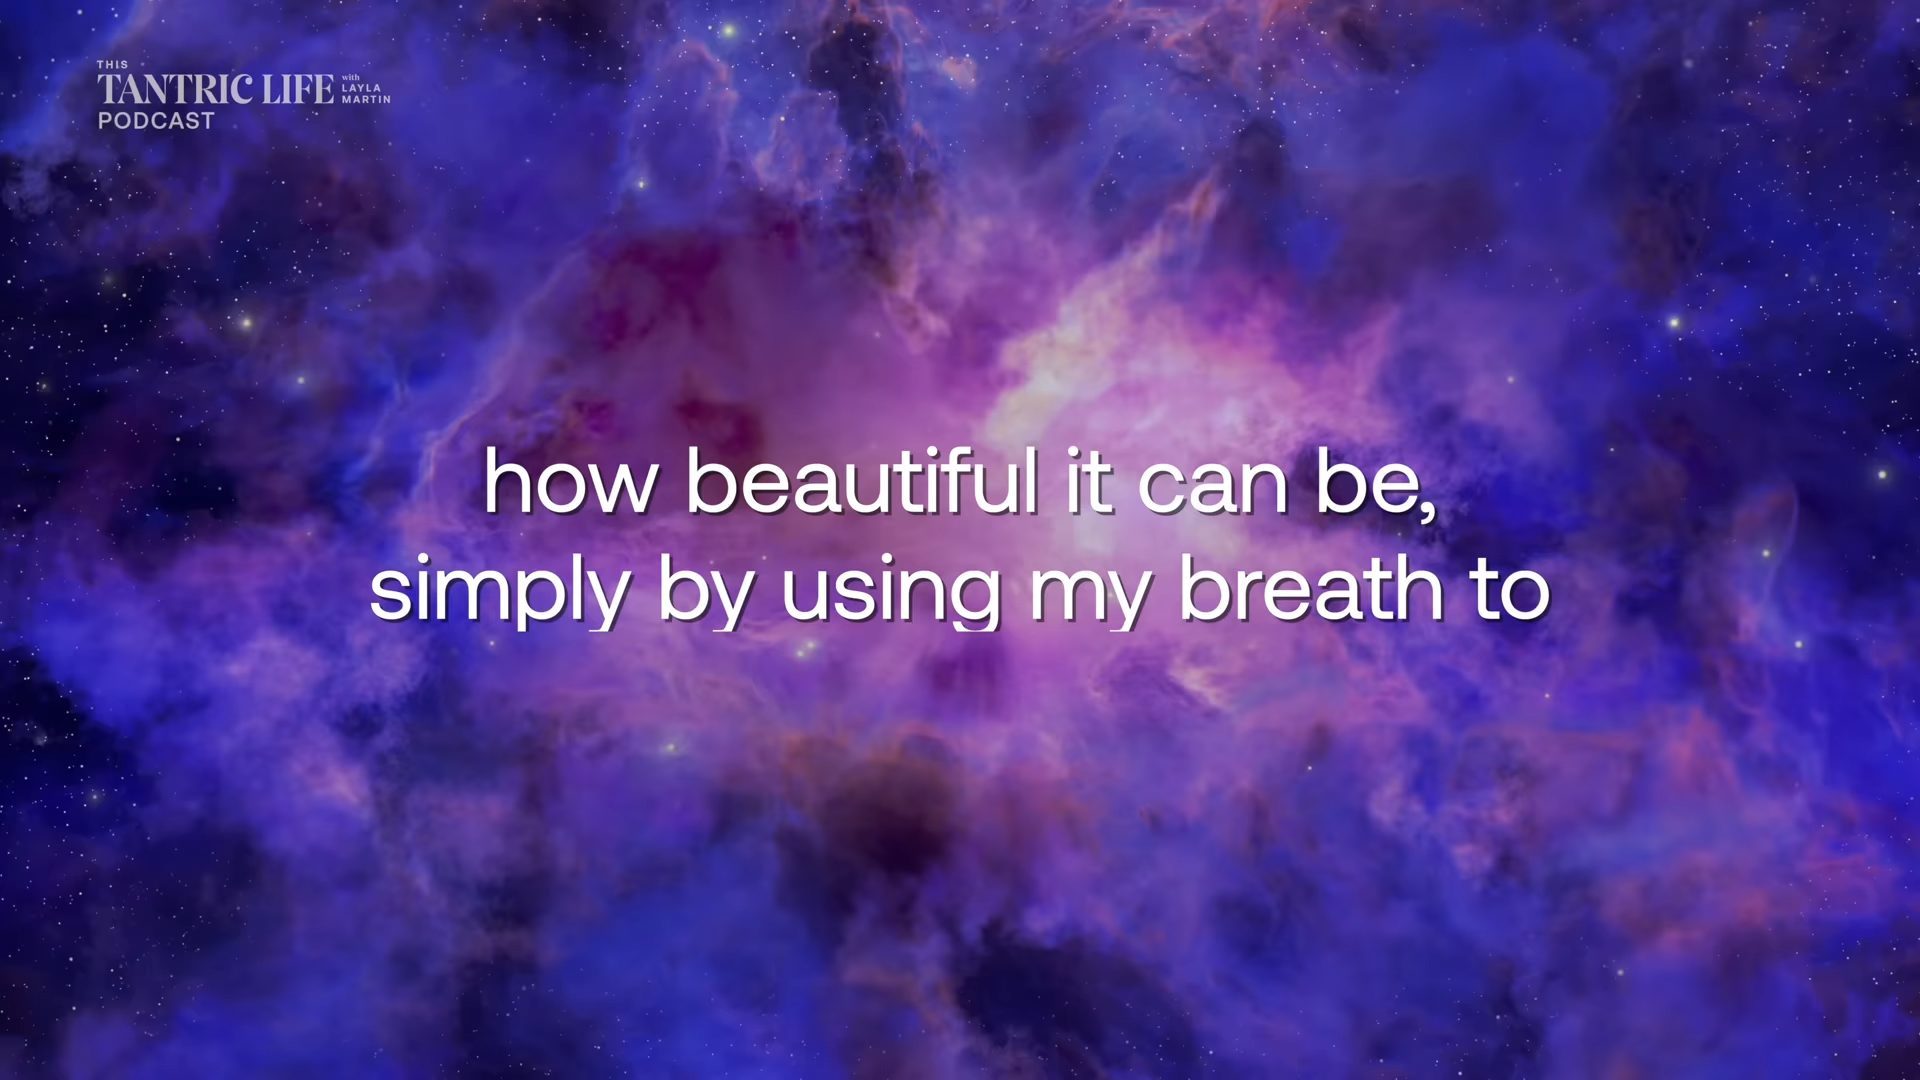 THIS
TANTRIC LIFE with LAYLA MARTIN
PODCAST
how beautiful it can be,
simply by using my breath to